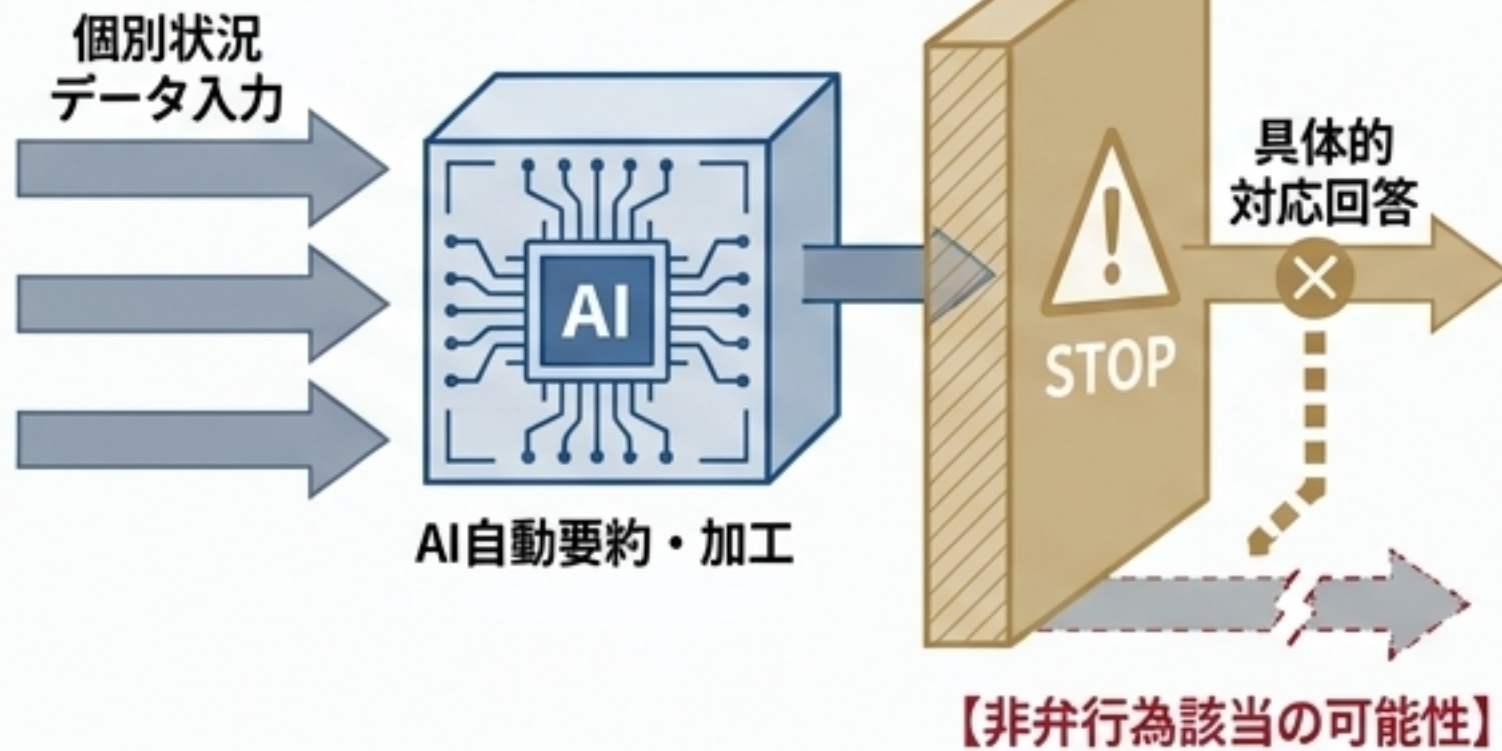 個別状況
データ入力
AI
AI自動要約・加工
STOP
具体的
対応回答
【非弁行為該当の可能性】